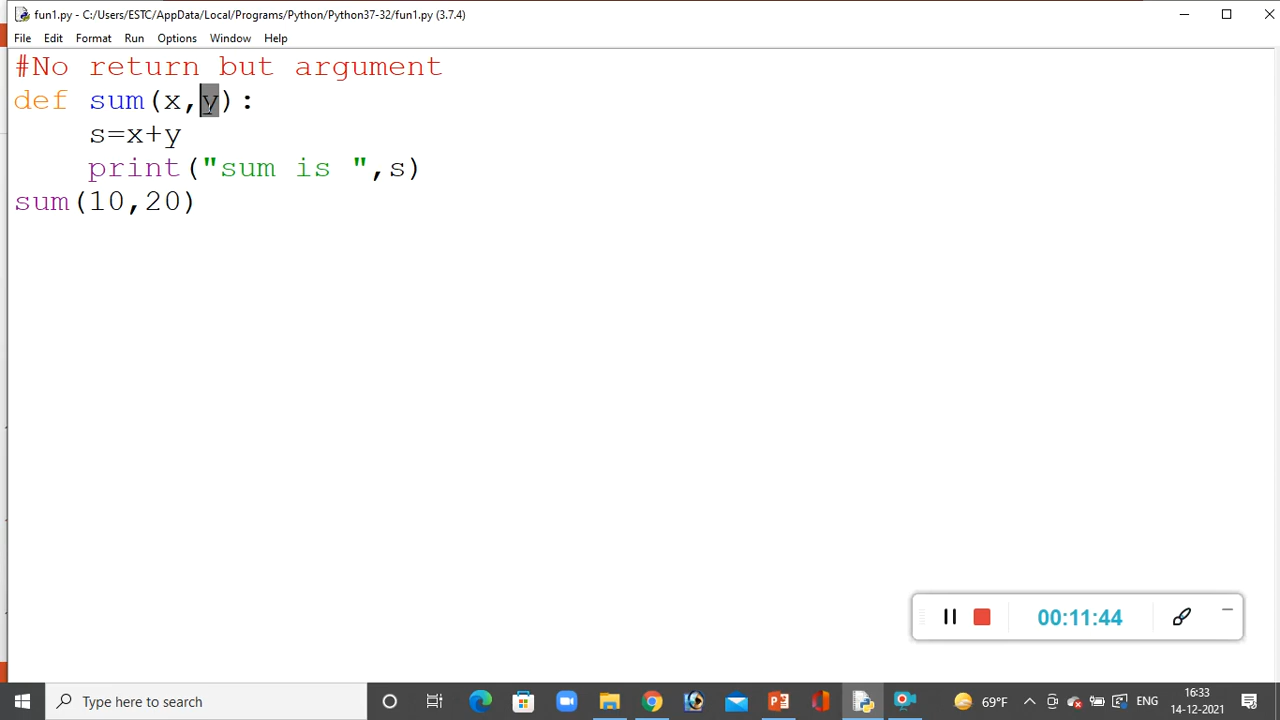 fun1.py - C:/Users/ESTC/AppData/Local/Programs/Python/Python37-32/fun1.py (3.7.4)
File Edit Format Run Options Window Help
#No return but argument
def sum(x,y):
    s=x+y
    print("sum is ",s)
sum(10,20)
00:11:44
Type here to search
69°F
ENG
16:33
14-12-2021